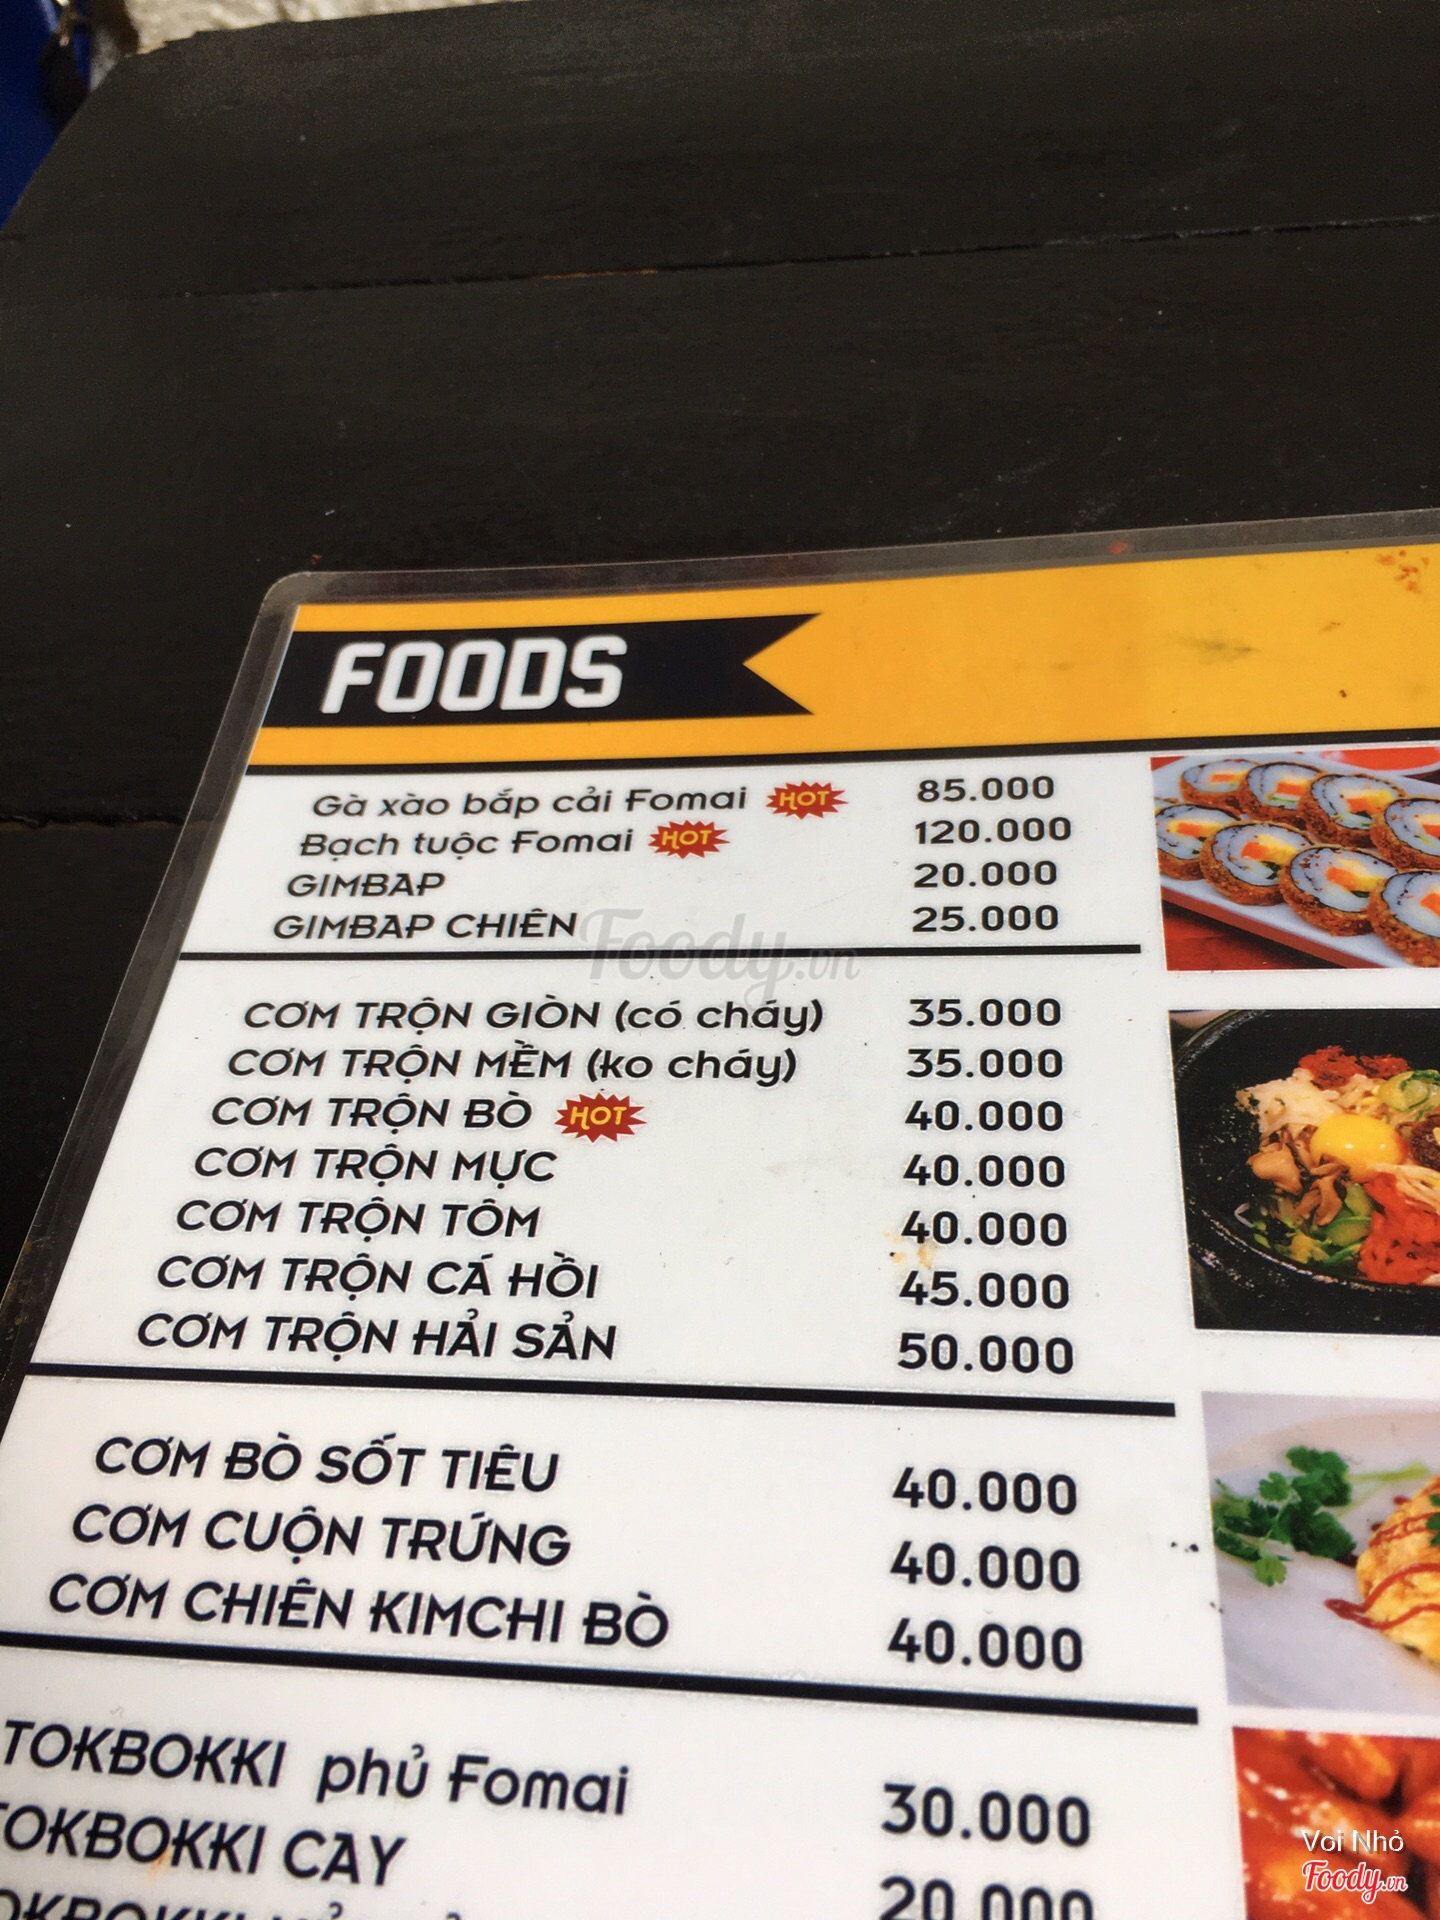 FOODS
Gà xào bắp cải Fomai HOT 85.000
Bạch tuộc Fomai HOT 120.000
GIMBAP 20.000
GIMBAP CHIÊN 25.000
Foody.vn
CƠM TRỘN GIÒN (có cháy) 35.000
CƠM TRỘN MỀM (ko cháy) 35.000
CƠM TRỘN BÒ HOT 40.000
CƠM TRỘN MỰC 40.000
CƠM TRỘN TÔM 40.000
CƠM TRỘN CÁ HỒI 45.000
CƠM TRỘN HẢI SẢN 50.000
CƠM BÒ SỐT TIÊU 40.000
CƠM CUỘN TRỨNG 40.000
CƠM CHIÊN KIMCHI BÒ 40.000
TOKBOKKI phủ Fomai 30.000
TOKBOKKI CAY 20.000
Voi Nhỏ
Foody.vn